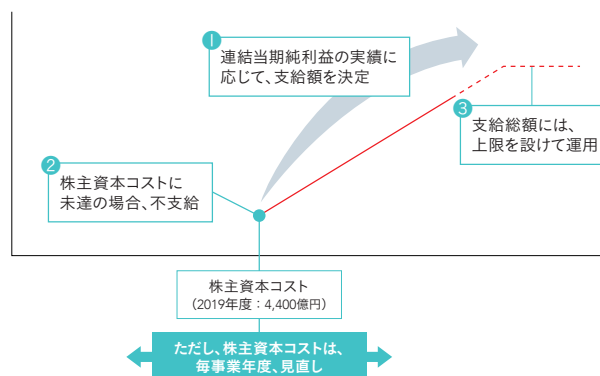 1
連結当期純利益の実績に
応じて、支給額を決定
2
株主資本コストに
未達の場合、不支給
3
支給総額には、
上限を設けて運用
株主資本コスト
（2019年度：4,400億円）
ただし、株主資本コストは、
毎事業年度、見直し